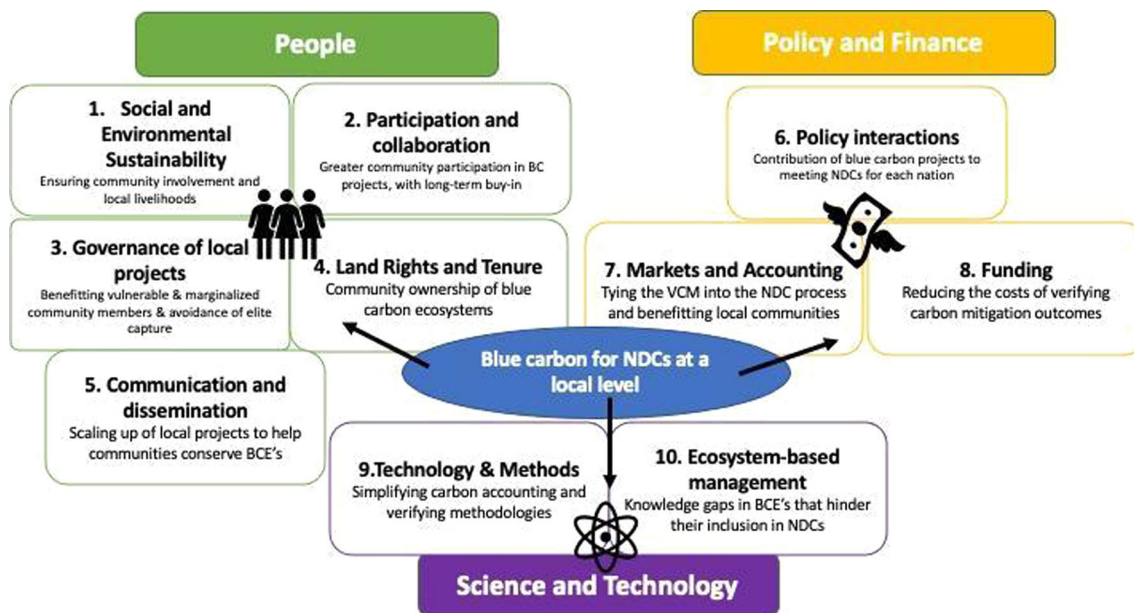 People
1. Social and
Environmental
Sustainability
Ensuring community involvement and
local livelihoods
2. Participation and
collaboration
Greater community participation in BC
projects, with long-term buy-in
3. Governance of local
projects
Benefitting vulnerable & marginalized
community members & avoidance of elite
capture
4. Land Rights and Tenure
Community ownership of blue
carbon ecosystems
5. Communication and
dissemination
Scaling up of local projects to help
communities conserve BCE's
Policy and Finance
6. Policy interactions
Contribution of blue carbon projects to
meeting NDCs for each nation
7. Markets and Accounting
Tying the VCM into the NDC process
and benefitting local communities
8. Funding
Reducing the costs of verifying
carbon mitigation outcomes
Blue carbon for NDCs at a
local level
9.Technology & Methods
Simplifying carbon accounting and
verifying methodologies
10. Ecosystem-based
management
Knowledge gaps in BCE's that hinder
their inclusion in NDCs
Science and Technology